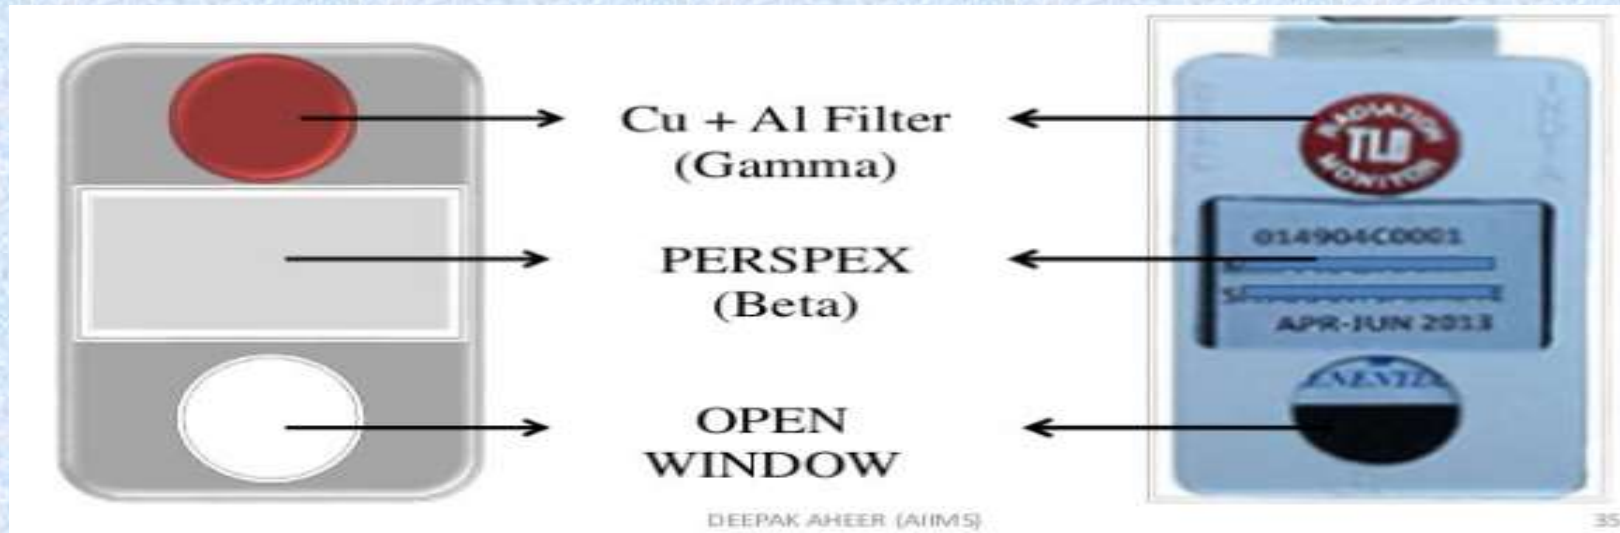 Cu + Al Filter
(Gamma)
PERSPEX
(Beta)
OPEN
WINDOW
RADIATION
TLD
MONITOR
014904C0001
APR-JUN 2013
DEEPAK AHEER (AIIMS)
35